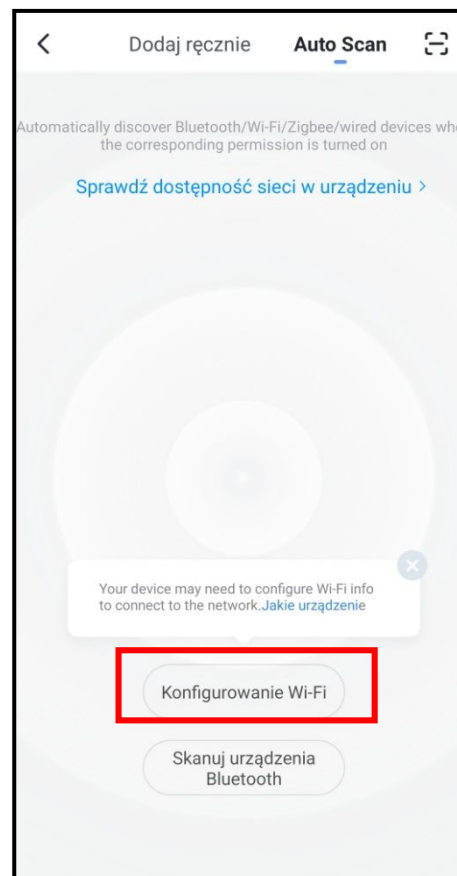 Dodaj ręcznie Auto Scan
Automatically discover Bluetooth/Wi-Fi/Zigbee/wired devices
the corresponding permission is turned on
Sprawdź dostępność sieci w urządzeniu >
Your device may need to configure Wi-Fi info
to connect to the network.Jakie urządzenie
Konfigurowanie Wi-Fi
Skanuj urządzenia
Bluetooth